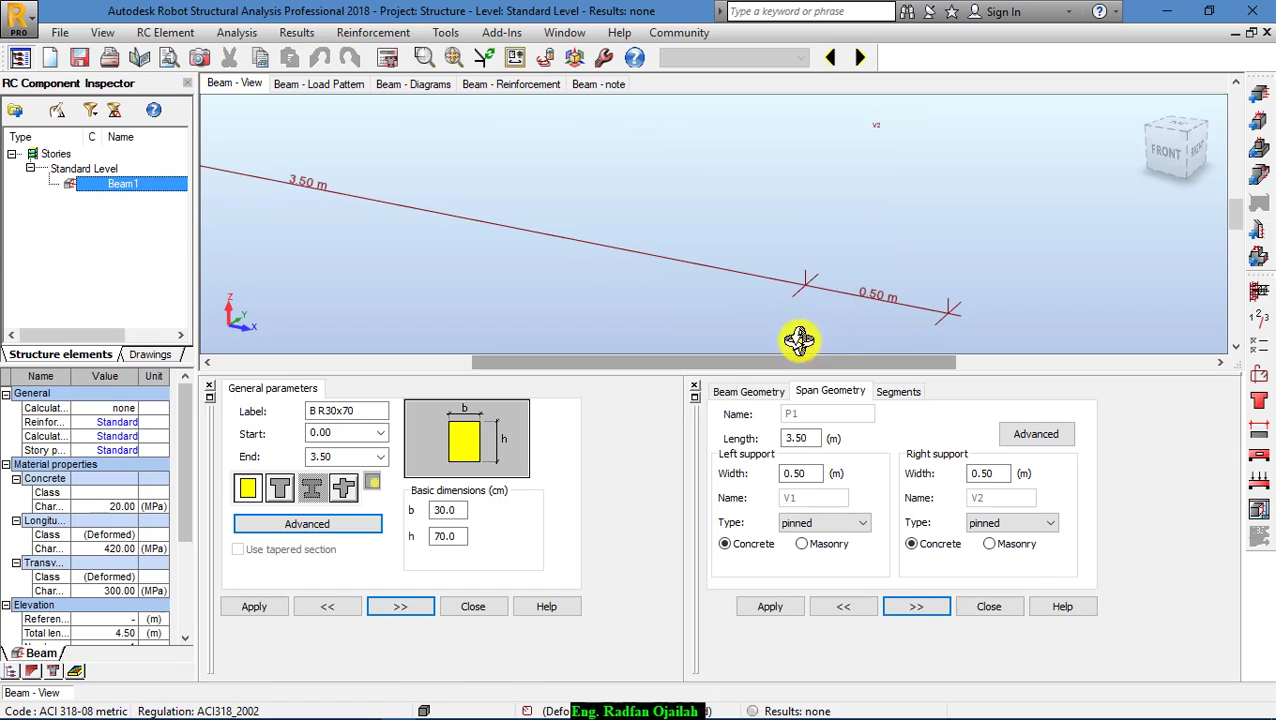 Autodesk Robot Structural Analysis Professional 2018 - Project: Structure - Level: Standard Level - Results: none
Type a keyword or phrase
Sign In
PRO
File View RC Element Analysis Results Reinforcement Tools Add-Ins Window Help Community
RC Component Inspector
Beam - View Beam - Load Pattern Beam - Diagrams Beam - Reinforcement Beam - note
Type C Name
Stories
Standard Level
Beam1
V2
FRONT RIGHT
3.50 m
0.50 m
Z
Y
X
Structure elements Drawings
Name Value Unit
General
Calculat... none
Reinfor... Standard
Calculat... Standard
Story p... Standard
Material properties
Concrete
Class
Char... 20.00 (MPa)
Longitu...
Class (Deformed)
Char... 420.00 (MPa)
Transv...
Class (Deformed)
Char... 300.00 (MPa)
Elevation
Referen... - (m)
Total len... 4.50 (m)
Beam
General parameters
Label: B R30x70
Start: 0.00
End: 3.50
b
h
Advanced
Use tapered section
Basic dimensions (cm)
b 30.0
h 70.0
Apply << >> Close Help
Beam Geometry Span Geometry Segments
Name: P1
Length: 3.50 (m)
Advanced
Left support
Width: 0.50 (m)
Name: V1
Type: pinned
Concrete Masonry
Right support
Width: 0.50 (m)
Name: V2
Type: pinned
Concrete Masonry
Apply << >> Close Help
Beam - View
Code : ACI 318-08 metric Regulation: ACI318_2002
Eng. Radfan Ojailah
Results: none